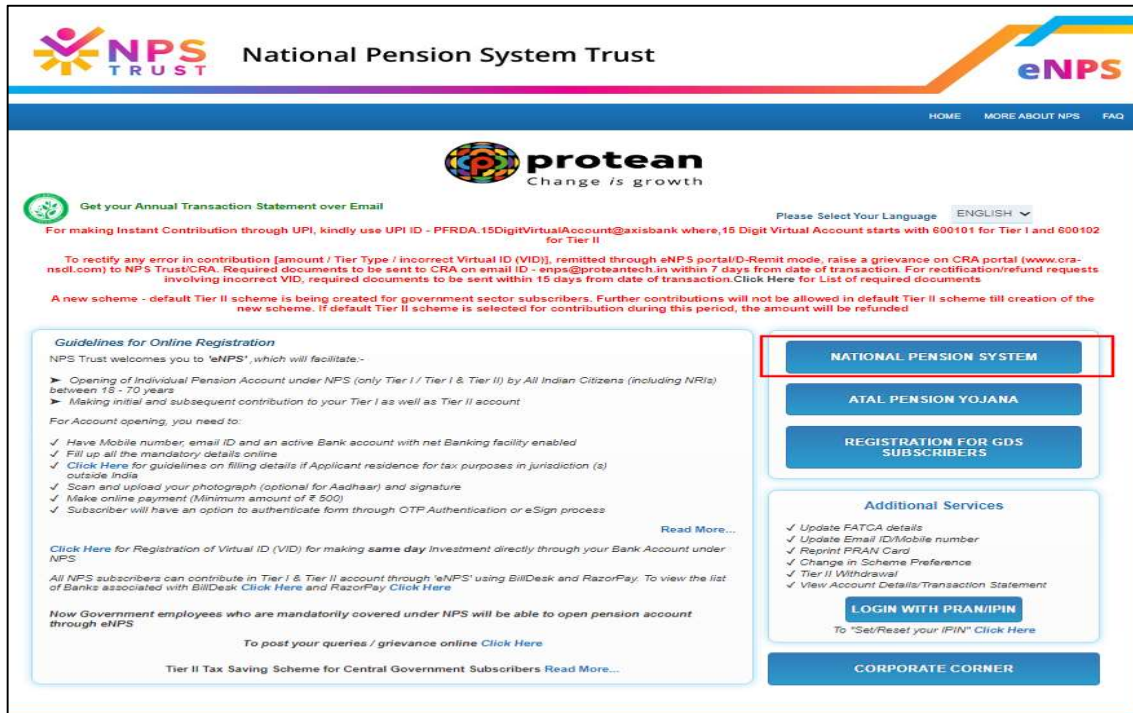 NPS
TRUST
National Pension System Trust
eNPS
HOME MORE ABOUT NPS FAQ
protean
Change is growth
Get your Annual Transaction Statement over Email
Please Select Your Language ENGLISH
For making Instant Contribution through UPI, kindly use UPI ID - PFRDA.15DigitVirtualAccount@axisbank where,15 Digit Virtual Account starts with 600101 for Tier I and 600102
for Tier II
To rectify any error in contribution [amount / Tier Type / incorrect Virtual ID (VID)], remitted through eNPS portal/D-Remit mode, raise a grievance on CRA portal (www.cra-
nsdl.com) to NPS Trust/CRA. Required documents to be sent to CRA on email ID - enps@proteantech.in within 7 days from date of transaction. For rectification/refund requests
involving incorrect VID, required documents to be sent within 15 days from date of transaction.Click Here for List of required documents
A new scheme - default Tier II scheme is being created for government sector subscribers. Further contributions will not be allowed in default Tier II scheme till creation of the
new scheme. If default Tier II scheme is selected for contribution during this period, the amount will be refunded
Guidelines for Online Registration
NPS Trust welcomes you to 'eNPS' ,which will facilitate:-
➤ Opening of Individual Pension Account under NPS (only Tier I / Tier I & Tier II) by All Indian Citizens (including NRIs)
between 18 - 70 years
➤ Making initial and subsequent contribution to your Tier I as well as Tier II account
For Account opening, you need to:
✓ Have Mobile number, email ID and an active Bank account with net Banking facility enabled
✓ Fill up all the mandatory details online
✓ Click Here for guidelines on filling details if Applicant residence for tax purposes in jurisdiction (s)
outside India
✓ Scan and upload your photograph (optional for Aadhaar) and signature
✓ Make online payment (Minimum amount of ₹ 500)
✓ Subscriber will have an option to authenticate form through OTP Authentication or eSign process
Read More...
Click Here for Registration of Virtual ID (VID) for making same day Investment directly through your Bank Account under
NPS
All NPS subscribers can contribute in Tier I & Tier II account through 'eNPS' using BillDesk and RazorPay. To view the list
of Banks associated with BillDesk Click Here and RazorPay Click Here
Now Government employees who are mandatorily covered under NPS will be able to open pension account
through eNPS
To post your queries / grievance online Click Here
Tier II Tax Saving Scheme for Central Government Subscribers Read More...
NATIONAL PENSION SYSTEM
ATAL PENSION YOJANA
REGISTRATION FOR GDS
SUBSCRIBERS
Additional Services
✓ Update FATCA details
✓ Update Email ID/Mobile number
✓ Reprint PRAN Card
✓ Change in Scheme Preference
✓ Tier II Withdrawal
✓ View Account Details/Transaction Statement
LOGIN WITH PRAN/IPIN
To "Set/Reset your IPIN" Click Here
CORPORATE CORNER